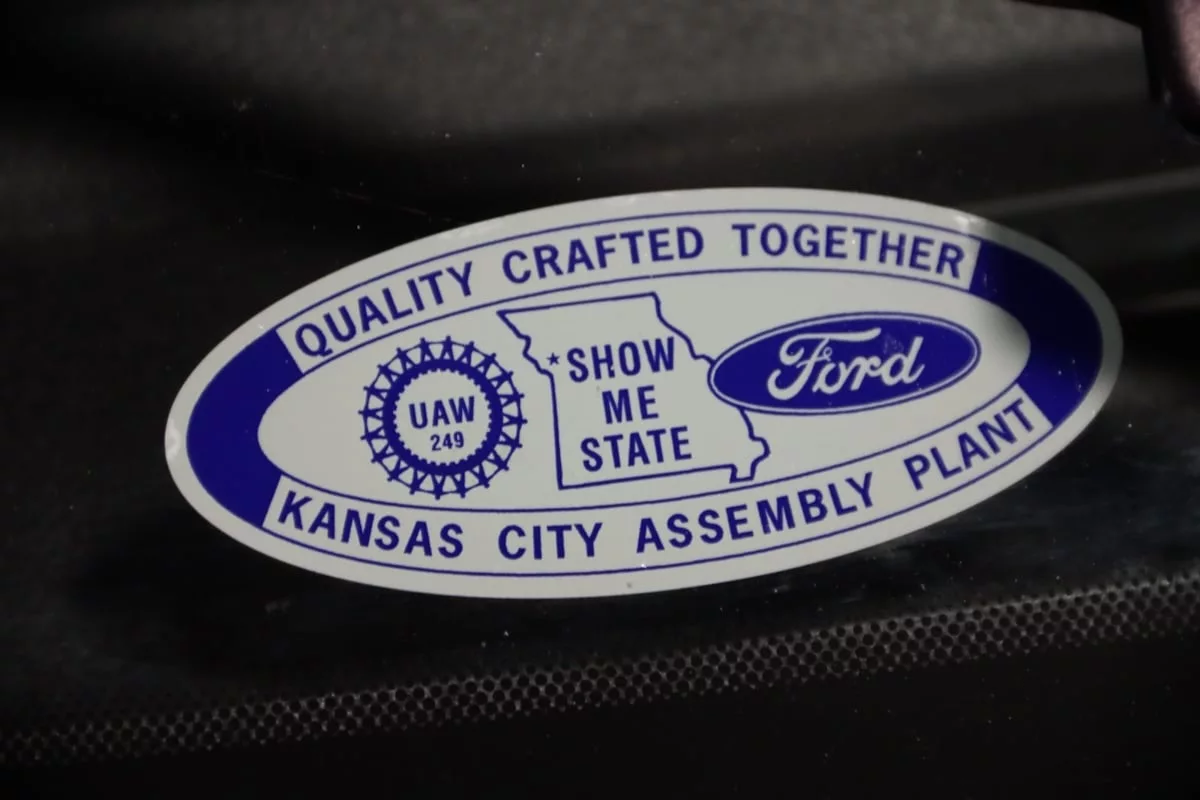 QUALITY CRAFTED TOGETHER
UAW
249
★SHOW
ME
STATE
Ford
KANSAS CITY ASSEMBLY PLANT